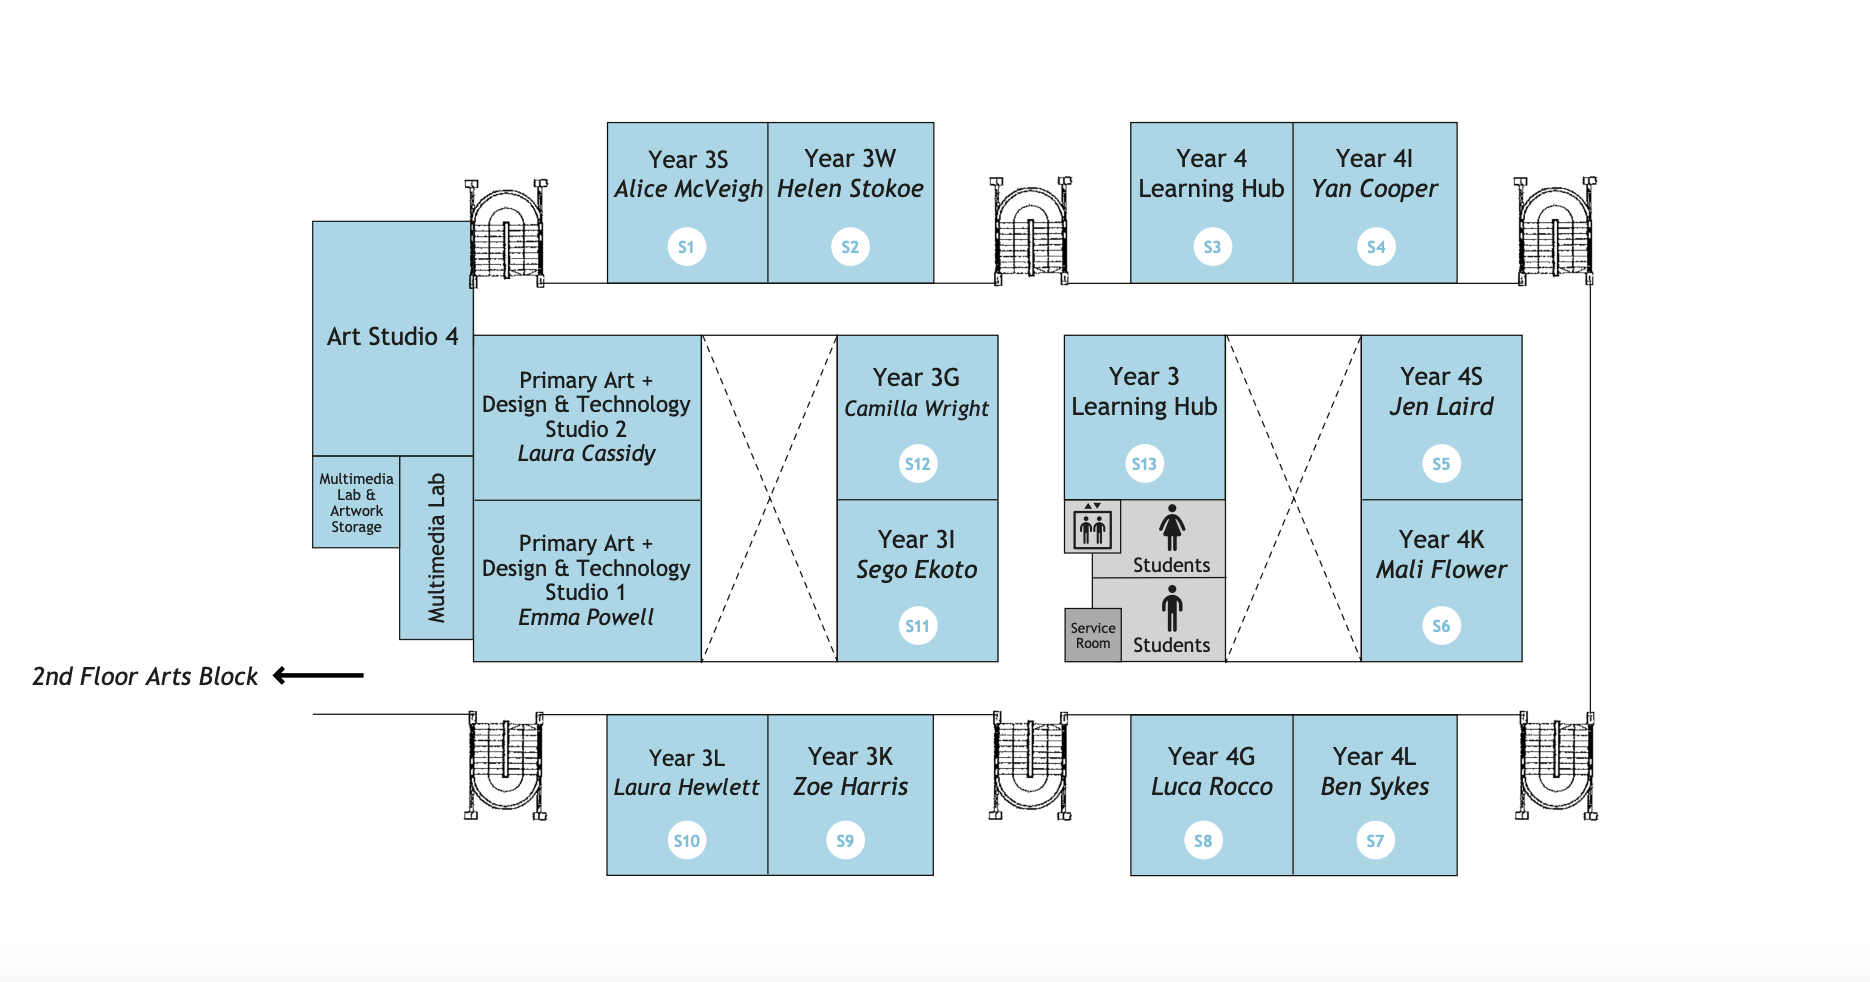 Year 3S
Alice McVeigh
S1
Year 3W
Helen Stokoe
S2
Year 4
Learning Hub
S3
Year 4I
Yan Cooper
S4
Art Studio 4
Multimedia
Lab &
Artwork
Storage
Multimedia Lab
Primary Art +
Design & Technology
Studio 2
Laura Cassidy
Primary Art +
Design & Technology
Studio 1
Emma Powell
Year 3G
Camilla Wright
S12
Year 3I
Sego Ekoto
S11
Year 3
Learning Hub
S13
Students
Service
Room
Students
Year 4S
Jen Laird
S5
Year 4K
Mali Flower
S6
2nd Floor Arts Block
Year 3L
Laura Hewlett
S10
Year 3K
Zoe Harris
S9
Year 4G
Luca Rocco
S8
Year 4L
Ben Sykes
S7